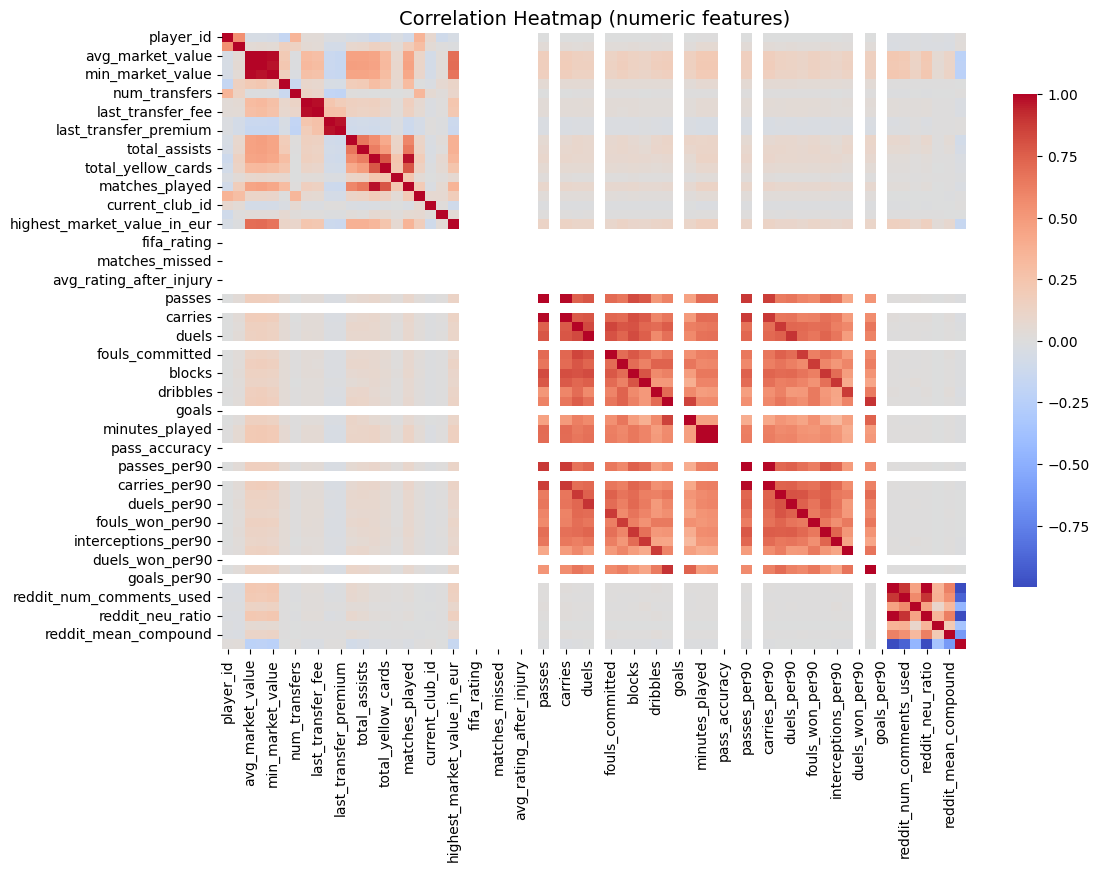 Correlation Heatmap (numeric features)
player_id
avg_market_value
min_market_value
num_transfers
last_transfer_fee
last_transfer_premium
total_assists
total_yellow_cards
matches_played
current_club_id
highest_market_value_in_eur
fifa_rating
matches_missed
avg_rating_after_injury
passes
carries
duels
fouls_committed
blocks
dribbles
goals
minutes_played
pass_accuracy
passes_per90
carries_per90
duels_per90
fouls_won_per90
interceptions_per90
duels_won_per90
goals_per90
reddit_num_comments_used
reddit_neu_ratio
reddit_mean_compound
player_id
avg_market_value
min_market_value
num_transfers
last_transfer_fee
last_transfer_premium
total_assists
total_yellow_cards
matches_played
current_club_id
highest_market_value_in_eur
fifa_rating
matches_missed
avg_rating_after_injury
passes
carries
duels
fouls_committed
blocks
dribbles
goals
minutes_played
pass_accuracy
passes_per90
carries_per90
duels_per90
fouls_won_per90
interceptions_per90
duels_won_per90
goals_per90
reddit_num_comments_used
reddit_neu_ratio
reddit_mean_compound
1.00
0.75
0.50
0.25
0.00
−0.25
−0.50
−0.75